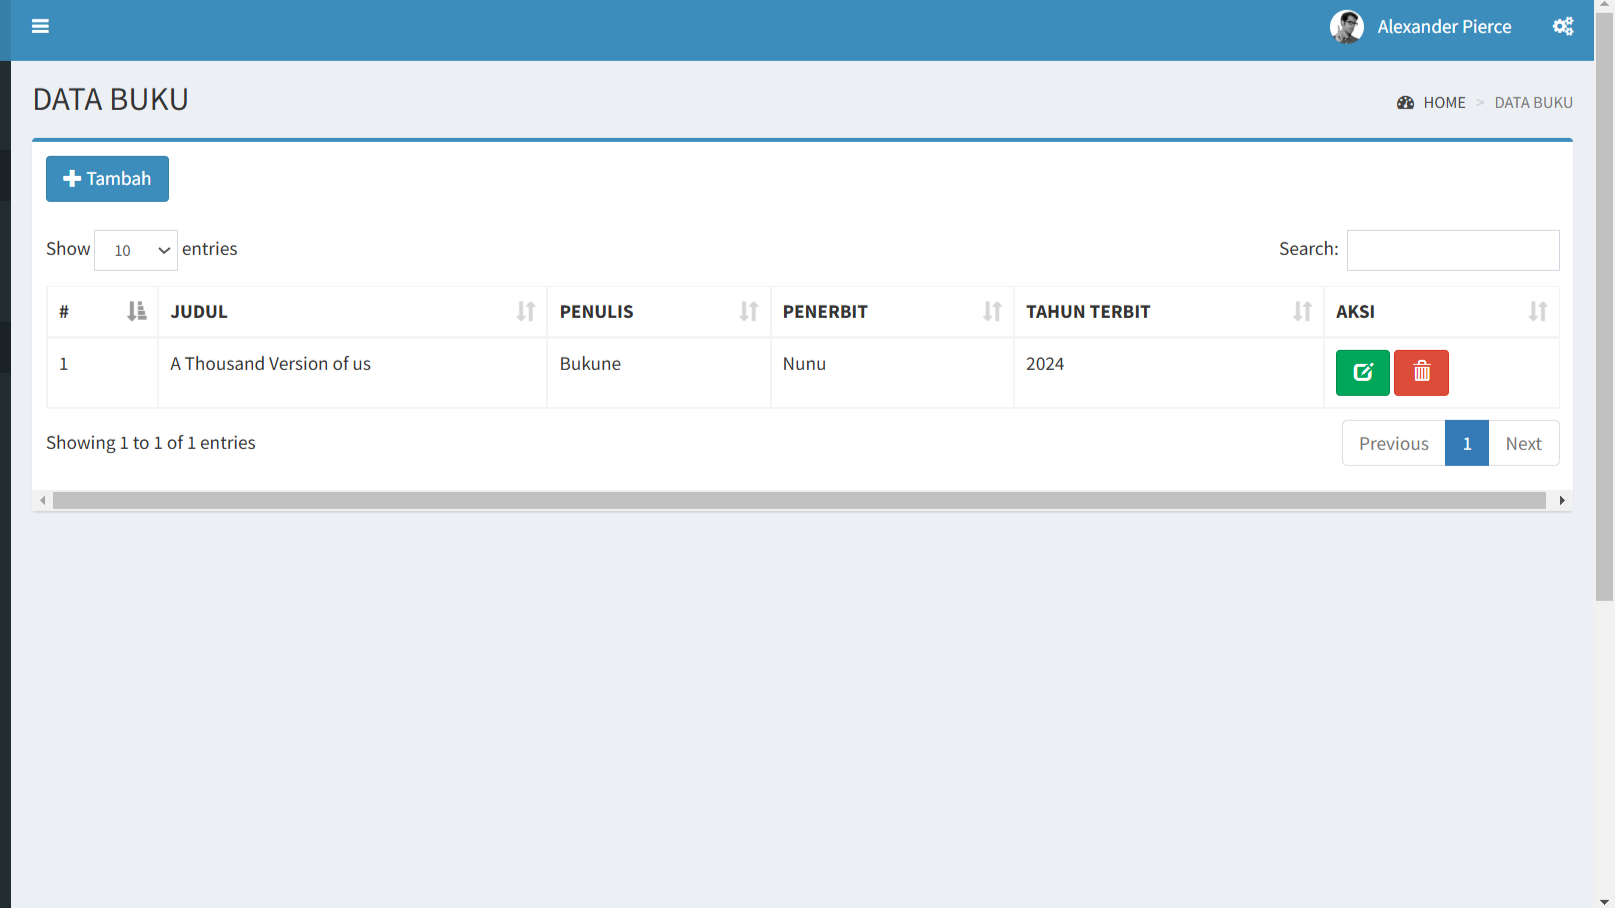 Alexander Pierce
DATA BUKU
HOME > DATA BUKU
Tambah
Show 10 entries
Search:
# JUDUL PENULIS PENERBIT TAHUN TERBIT AKSI
1 A Thousand Version of us Bukune Nunu 2024
Showing 1 to 1 of 1 entries
Previous 1 Next